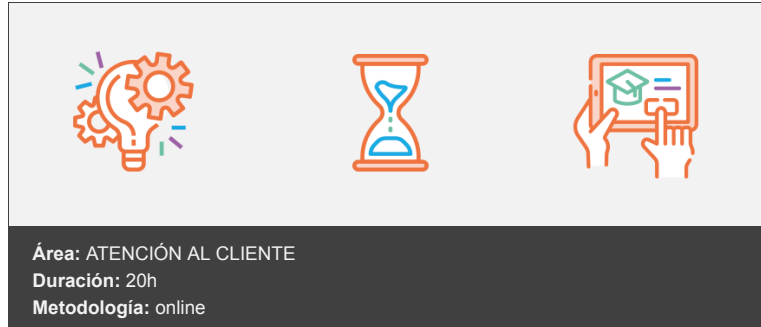 Área: ATENCIÓN AL CLIENTE
Duración: 20h
Metodología: online